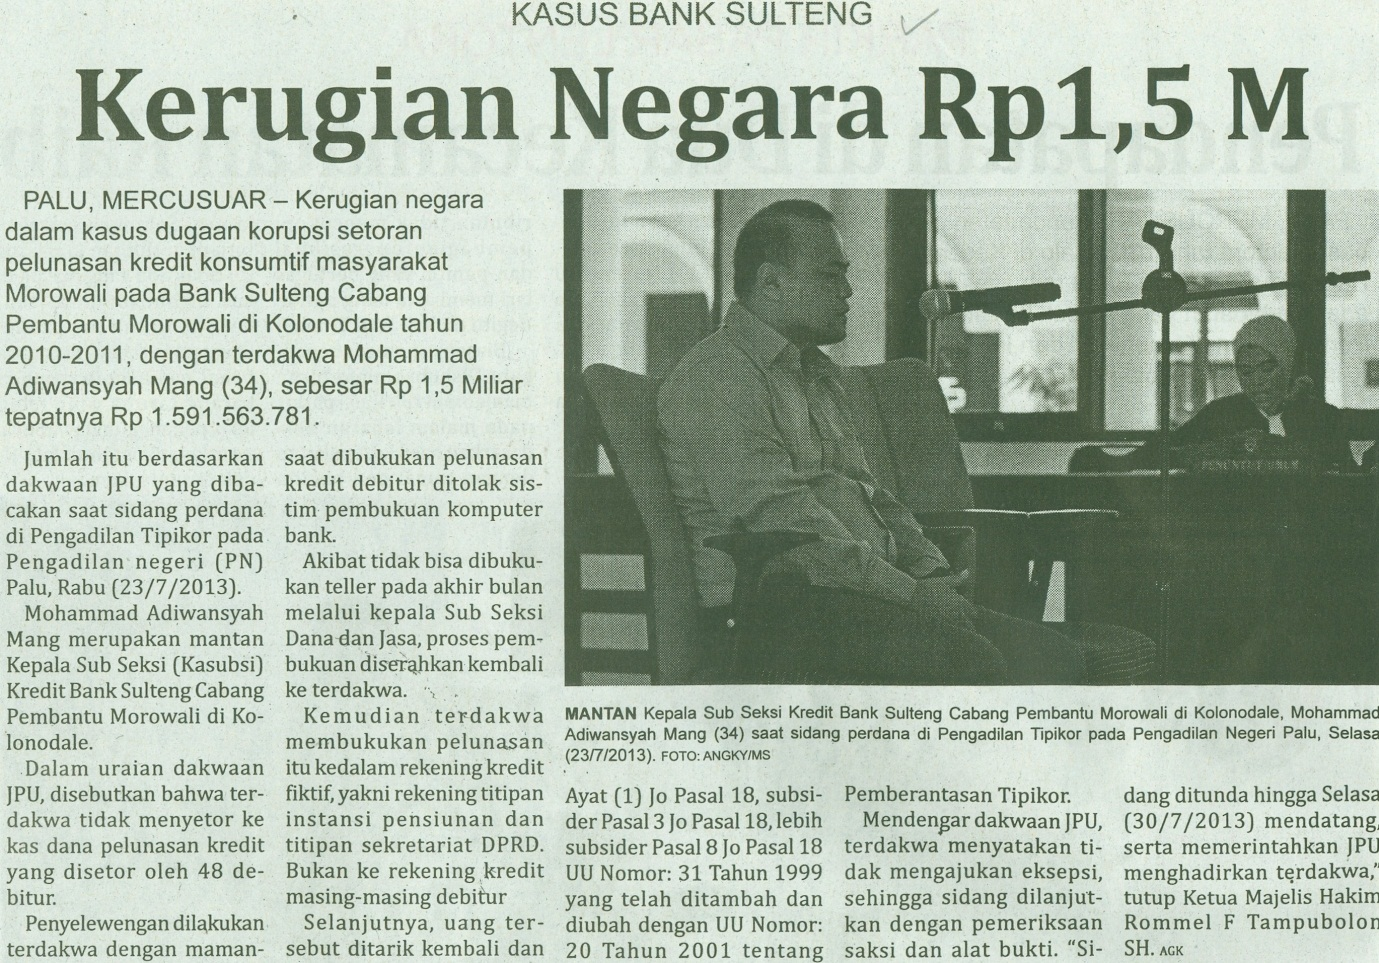 KASUS BANK SULTENG
Kerugian Negara Rp1,5 M
PALU, MERCUSUAR – Kerugian negara
dalam kasus dugaan korupsi setoran
pelunasan kredit konsumtif masyarakat
Morowali pada Bank Sulteng Cabang
Pembantu Morowali di Kolonodale tahun
2010-2011, dengan terdakwa Mohammad
Adiwansyah Mang (34), sebesar Rp 1,5 Miliar
tepatnya Rp 1.591.563.781.
Jumlah itu berdasarkan
dakwaan JPU yang diba-
cakan saat sidang perdana
di Pengadilan Tipikor pada
Pengadilan negeri (PN)
Palu, Rabu (23/7/2013).
Mohammad Adiwansyah
Mang merupakan mantan
Kepala Sub Seksi (Kasubsi)
Kredit Bank Sulteng Cabang
Pembantu Morowali di Ko-
lonodale.
Dalam uraian dakwaan
JPU, disebutkan bahwa ter-
dakwa tidak menyetor ke
kas dana pelunasan kredit
yang disetor oleh 48 de-
bitur.
Penyelewengan dilakukan
terdakwa dengan maman-
saat dibukukan pelunasan
kredit debitur ditolak sis-
tim pembukuan komputer
bank.
Akibat tidak bisa dibuku-
kan teller pada akhir bulan
melalui kepala Sub Seksi
Dana dan Jasa, proses pem-
bukuan diserahkan kembali
ke terdakwa.
Kemudian terdakwa
membukukan pelunasan
itu kedalam rekening kredit
fiktif, yakni rekening titipan
instansi pensiunan dan
titipan sekretariat DPRD.
Bukan ke rekening kredit
masing-masing debitur
Selanjutnya, uang ter-
sebut ditarik kembali dan
PENUNTUT UMUM
MANTAN Kepala Sub Seksi Kredit Bank Sulteng Cabang Pembantu Morowali di Kolonodale, Mohammad
Adiwansyah Mang (34) saat sidang perdana di Pengadilan Tipikor pada Pengadilan Negeri Palu, Selasa
(23/7/2013). FOTO: ANGKY/MS
Ayat (1) Jo Pasal 18, subsi-
der Pasal 3 Jo Pasal 18, lebih
subsider Pasal 8 Jo Pasal 18
UU Nomor: 31 Tahun 1999
yang telah ditambah dan
diubah dengan UU Nomor:
20 Tahun 2001 tentang
Pemberantasan Tipikor.
Mendengar dakwaan JPU,
terdakwa menyatakan ti-
dak mengajukan eksepsi,
sehingga sidang dilanjut-
kan dengan pemeriksaan
saksi dan alat bukti. “Si-
dang ditunda hingga Selasa
(30/7/2013) mendatang,
serta memerintahkan JPU
menghadirkan terdakwa,”
tutup Ketua Majelis Hakim
Rommel F Tampubolon
SH. AGK